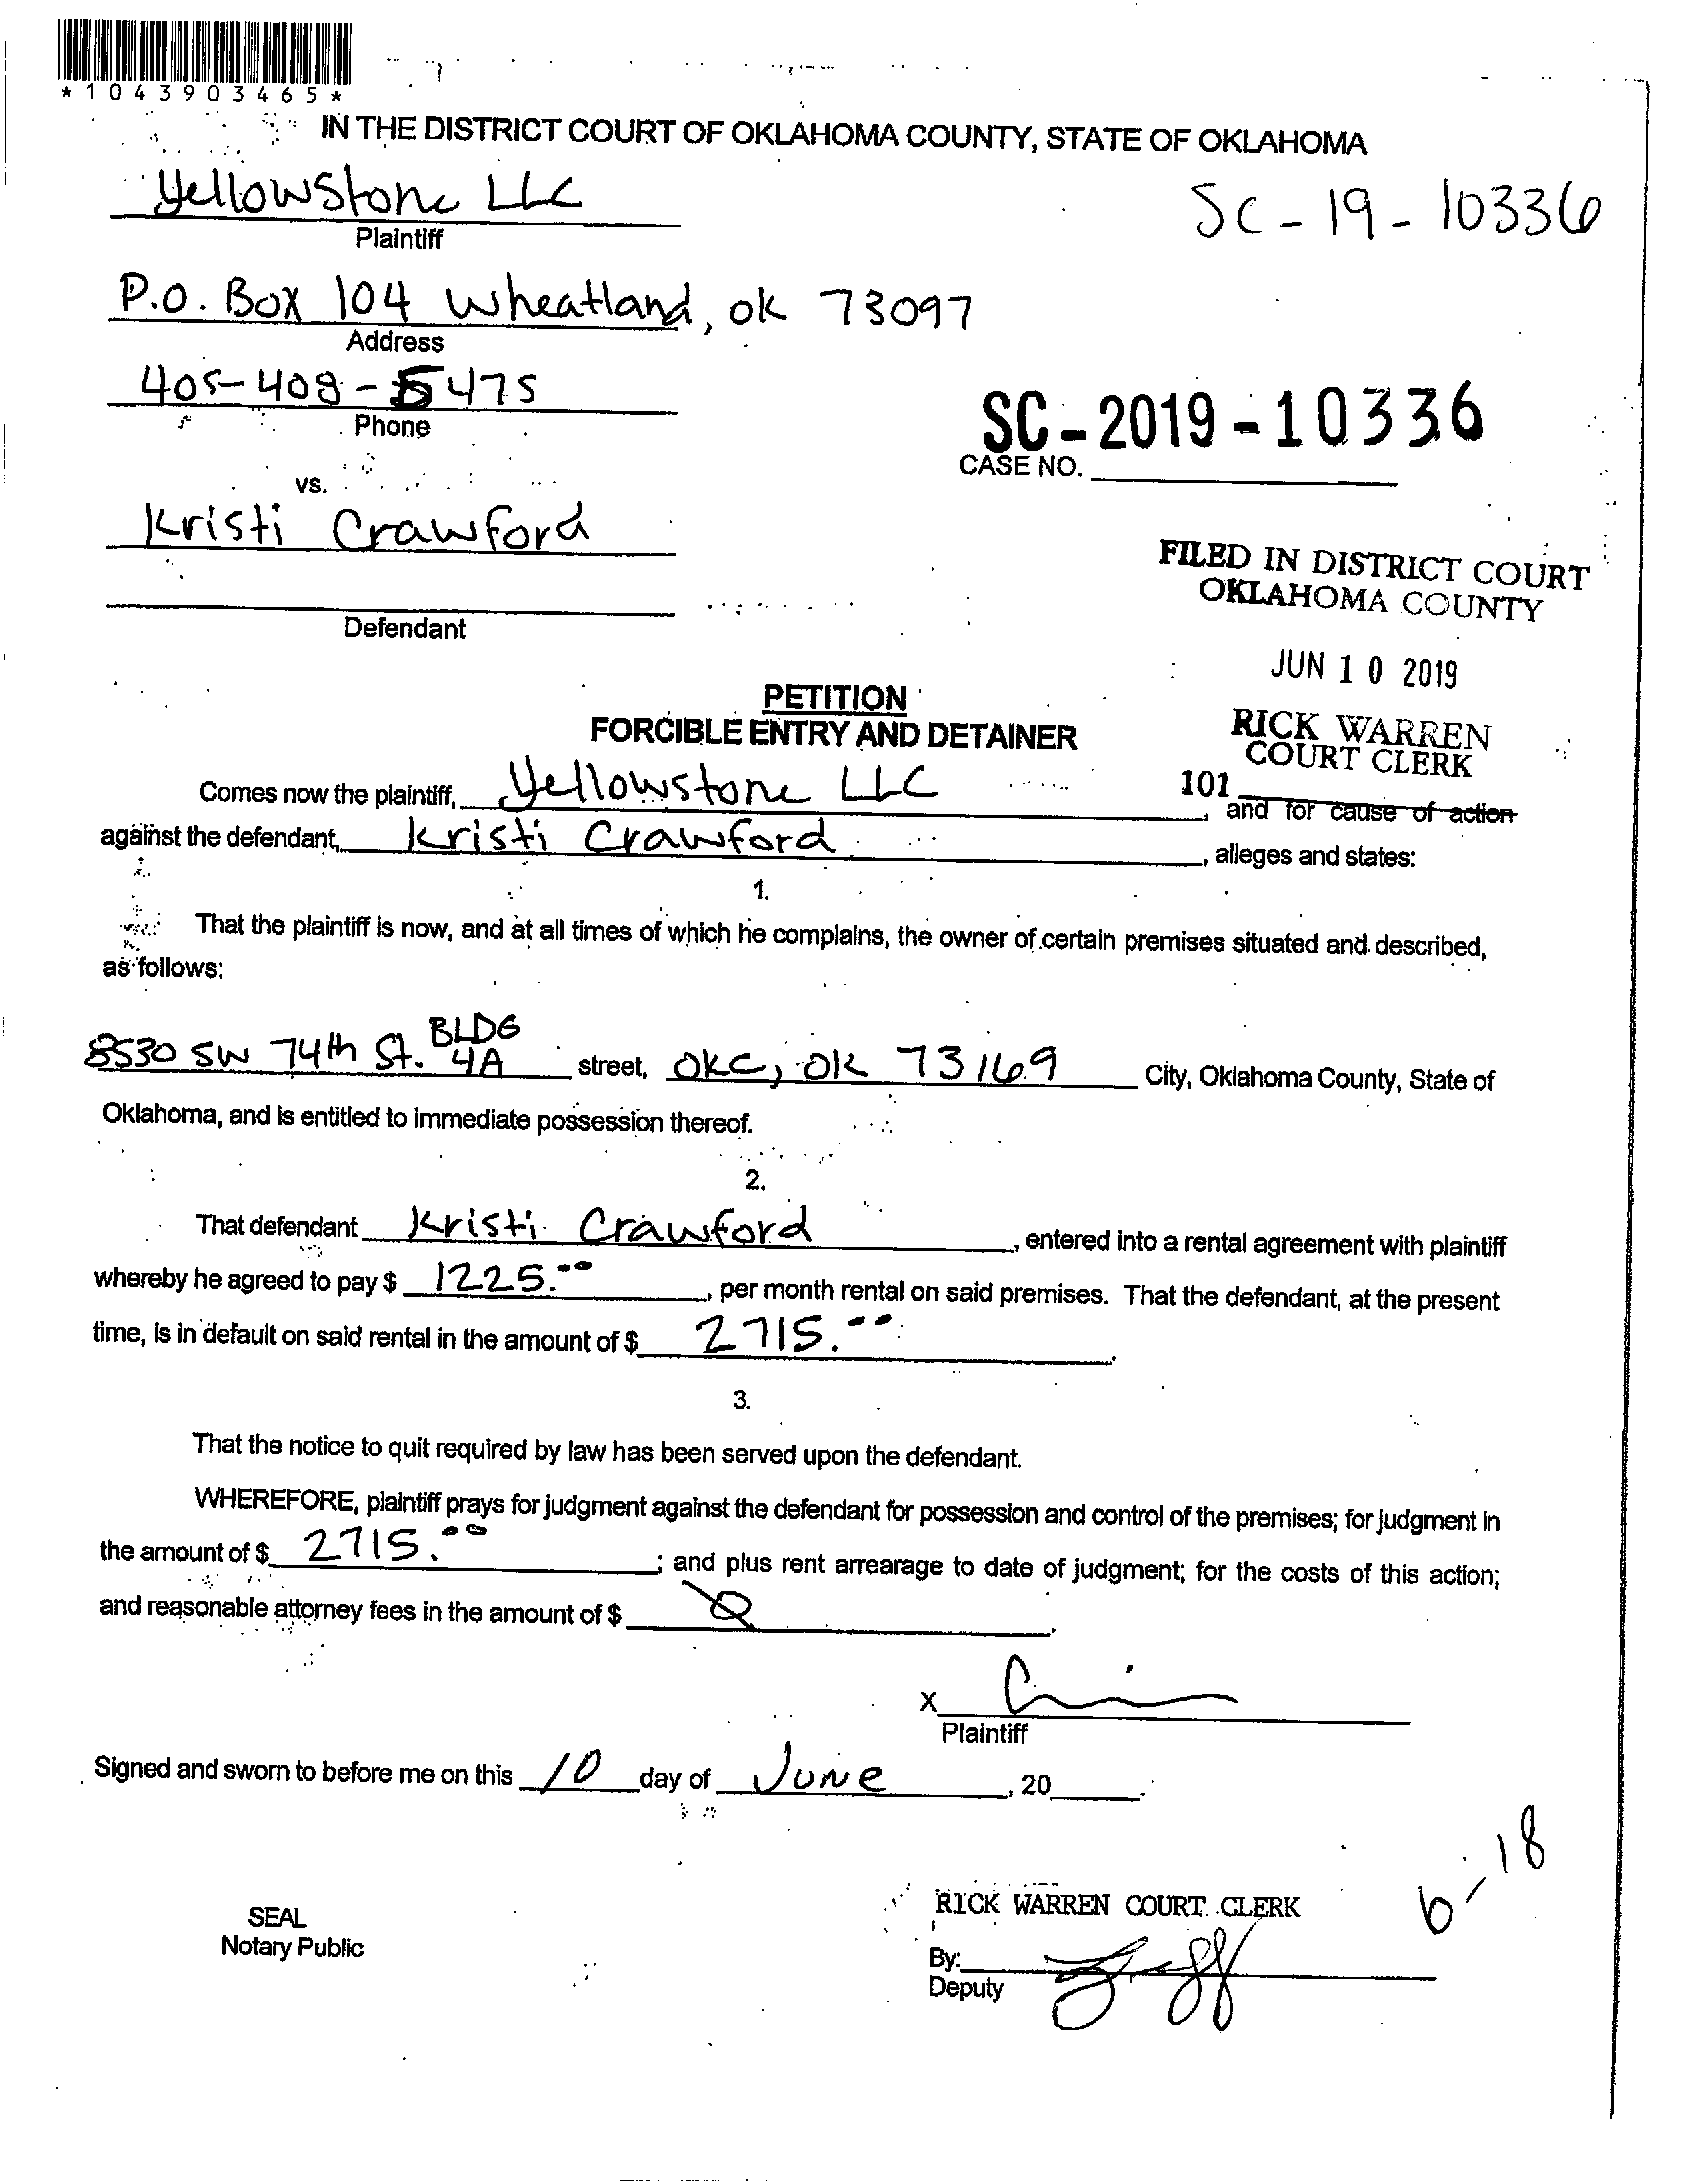 *1043903465*
IN THE DISTRICT COURT OF OKLAHOMA COUNTY, STATE OF OKLAHOMA
Yellowstone LLC
Plaintiff
SC-19-10336
P.O. Box 104 Wheatland, OK 73097
Address
405-408-5475
Phone
SC-2019-10336
CASE NO.
vs.
Kristi Crawford
Defendant
FILED IN DISTRICT COURT
OKLAHOMA COUNTY
JUN 10 2019
RICK WARREN
COURT CLERK
101
PETITION
FORCIBLE ENTRY AND DETAINER
Comes now the plaintiff, Yellowstone LLC, and for cause of action
against the defendant, Kristi Crawford, alleges and states:
1.
That the plaintiff is now, and at all times of which he complains, the owner of certain premises situated and described,
as follows:
8530 SW 74th St. BLDG 4A street, OKC, OK 73169 City, Oklahoma County, State of
Oklahoma, and is entitled to immediate possession thereof.
2.
That defendant Kristi Crawford, entered into a rental agreement with plaintiff
whereby he agreed to pay $ 1225.00, per month rental on said premises. That the defendant, at the present
time, is in default on said rental in the amount of $ 2715.00.
3.
That the notice to quit required by law has been served upon the defendant.
WHEREFORE, plaintiff prays for judgment against the defendant for possession and control of the premises; for judgment in
the amount of $ 2715.00; and plus rent arrearage to date of judgment; for the costs of this action;
and reasonable attorney fees in the amount of $ 0.
X
Plaintiff
Signed and sworn to before me on this 10 day of June, 20.
6-18
SEAL
Notary Public
RICK WARREN COURT CLERK
By:
Deputy